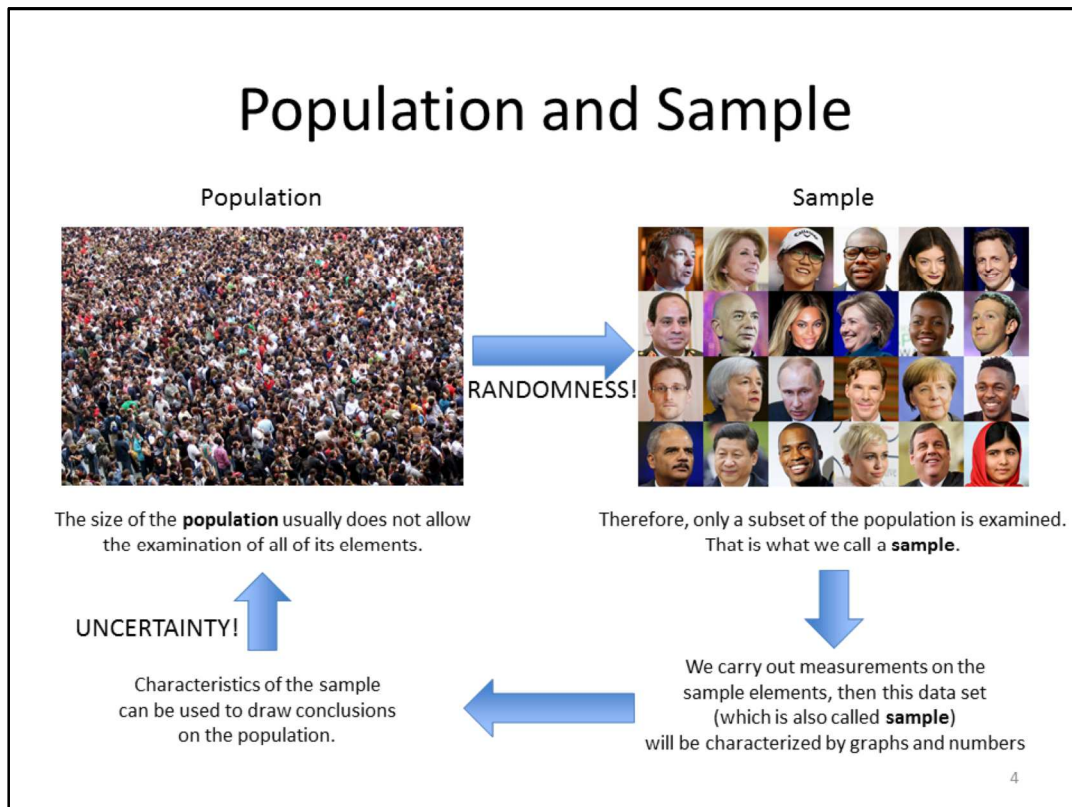 Population and Sample
Population
Sample
RANDOMNESS!
The size of the population usually does not allow
the examination of all of its elements.
Therefore, only a subset of the population is examined.
That is what we call a sample.
UNCERTAINTY!
We carry out measurements on the
sample elements, then this data set
(which is also called sample)
will be characterized by graphs and numbers
Characteristics of the sample
can be used to draw conclusions
on the population.
4